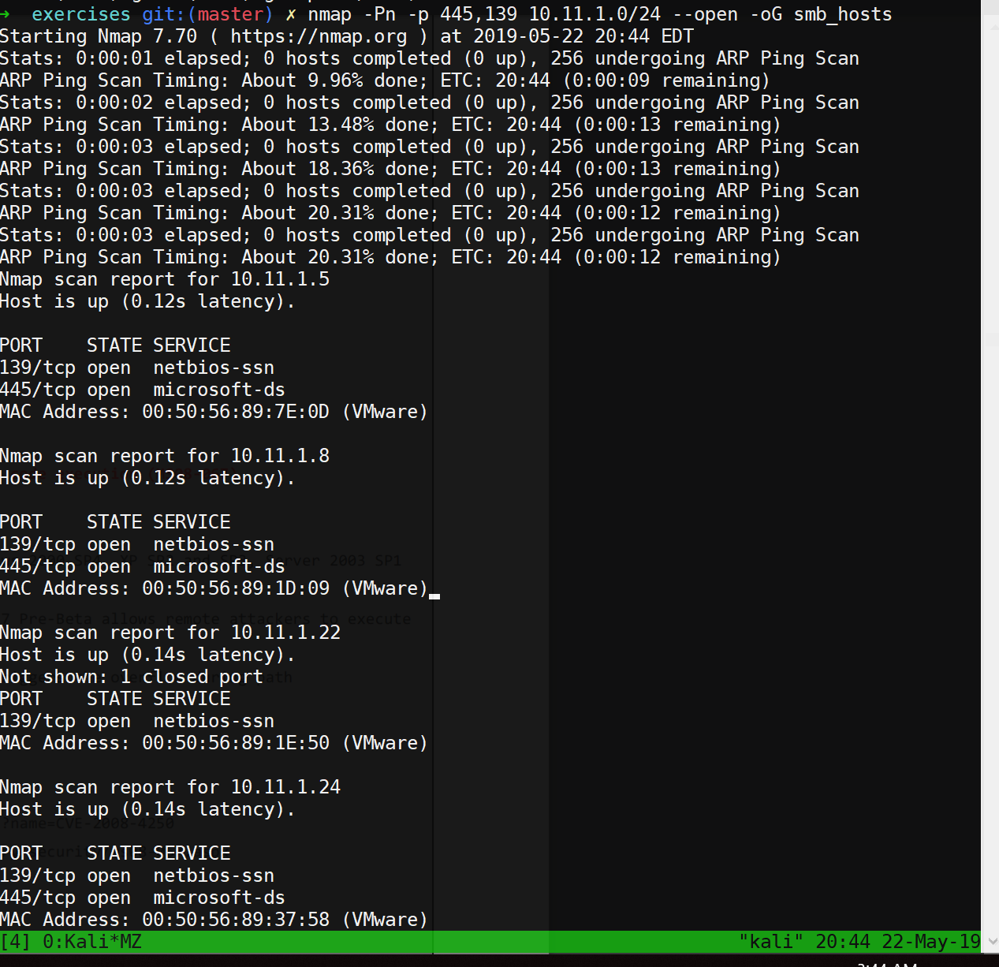 →  exercises git:(master) ✗ nmap -Pn -p 445,139 10.11.1.0/24 --open -oG smb_hosts
Starting Nmap 7.70 ( https://nmap.org ) at 2019-05-22 20:44 EDT
Stats: 0:00:01 elapsed; 0 hosts completed (0 up), 256 undergoing ARP Ping Scan
ARP Ping Scan Timing: About 9.96% done; ETC: 20:44 (0:00:09 remaining)
Stats: 0:00:02 elapsed; 0 hosts completed (0 up), 256 undergoing ARP Ping Scan
ARP Ping Scan Timing: About 13.48% done; ETC: 20:44 (0:00:13 remaining)
Stats: 0:00:03 elapsed; 0 hosts completed (0 up), 256 undergoing ARP Ping Scan
ARP Ping Scan Timing: About 18.36% done; ETC: 20:44 (0:00:13 remaining)
Stats: 0:00:03 elapsed; 0 hosts completed (0 up), 256 undergoing ARP Ping Scan
ARP Ping Scan Timing: About 20.31% done; ETC: 20:44 (0:00:12 remaining)
Stats: 0:00:03 elapsed; 0 hosts completed (0 up), 256 undergoing ARP Ping Scan
ARP Ping Scan Timing: About 20.31% done; ETC: 20:44 (0:00:12 remaining)
Nmap scan report for 10.11.1.5
Host is up (0.12s latency).
PORT    STATE SERVICE
139/tcp open  netbios-ssn
445/tcp open  microsoft-ds
MAC Address: 00:50:56:89:7E:0D (VMware)
Nmap scan report for 10.11.1.8
Host is up (0.12s latency).
PORT    STATE SERVICE
139/tcp open  netbios-ssn
Server 2003 SP1
445/tcp open  microsoft-ds
MAC Address: 00:50:56:89:1D:09 (VMware)
7 Pre-Beta allows remote attackers to execute
Nmap scan report for 10.11.1.22
Host is up (0.14s latency).
Not shown: 1 closed port
PORT    STATE SERVICE
139/tcp open  netbios-ssn
MAC Address: 00:50:56:89:1E:50 (VMware)
Nmap scan report for 10.11.1.24
Host is up (0.14s latency).
?name=CVE-2008-4250
PORT    STATE SERVICE
139/tcp open  netbios-ssn
445/tcp open  microsoft-ds
MAC Address: 00:50:56:89:37:58 (VMware)
[4] 0:Kali*MZ "kali" 20:44 22-May-19